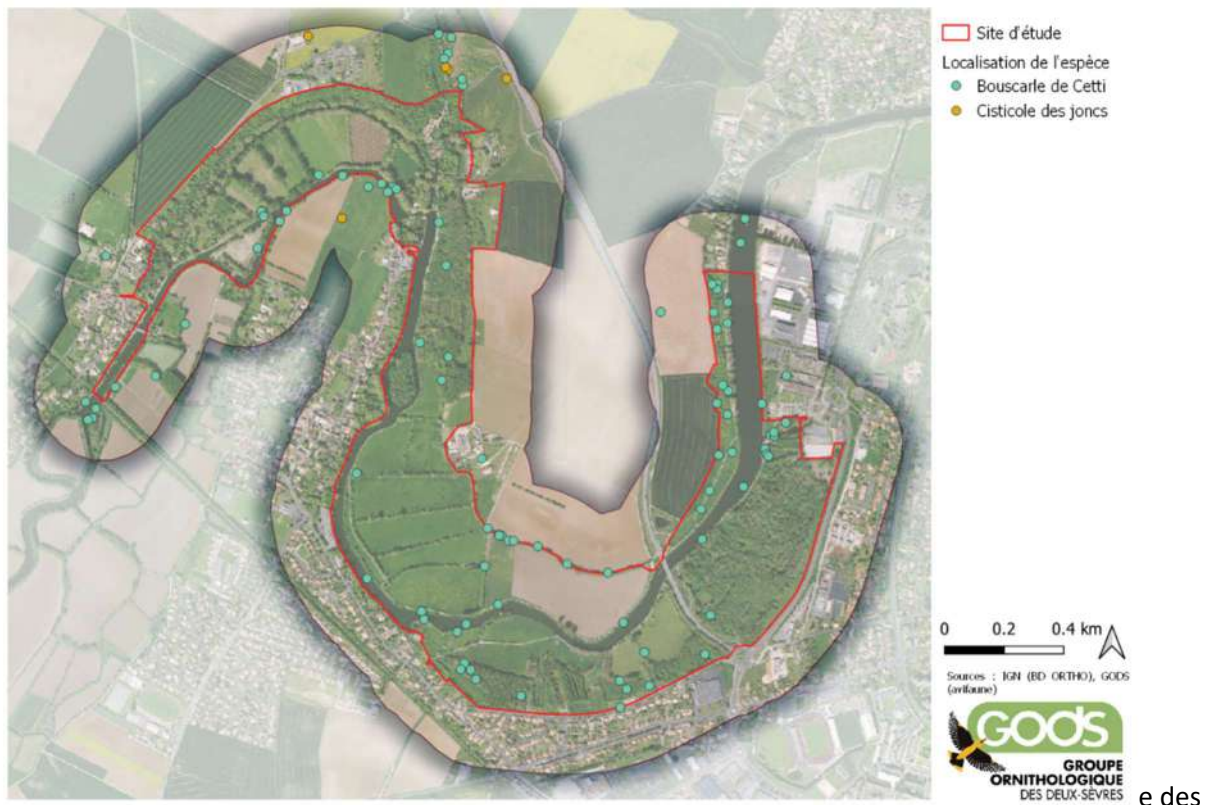 Site d'étude
Localisation de l'espèce
Bouscarle de Cetti
Cisticole des joncs
0 0.2 0.4 km
Sources : IGN (BD ORTHO), GODS
(avifaune)
GODS
GROUPE
ORNITHOLOGIQUE
DES DEUX-SÈVRES
e des